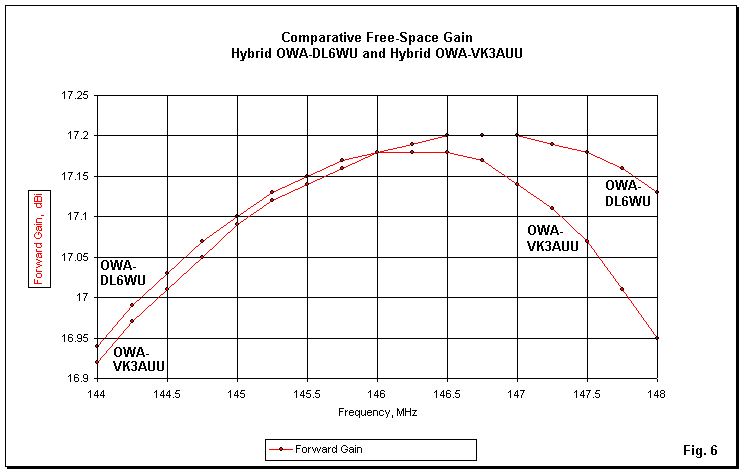 Comparative Free-Space Gain
Hybrid OWA-DL6WU and Hybrid OWA-VK3AUU
17.25
17.2
17.15
17.1
17.05
17
16.95
16.9
Forward Gain, dBi
OWA-
DL6WU
OWA-
VK3AUU
OWA-
DL6WU
OWA-
VK3AUU
144
144.5
145
145.5
146
146.5
147
147.5
148
Frequency, MHz
Forward Gain
Fig. 6